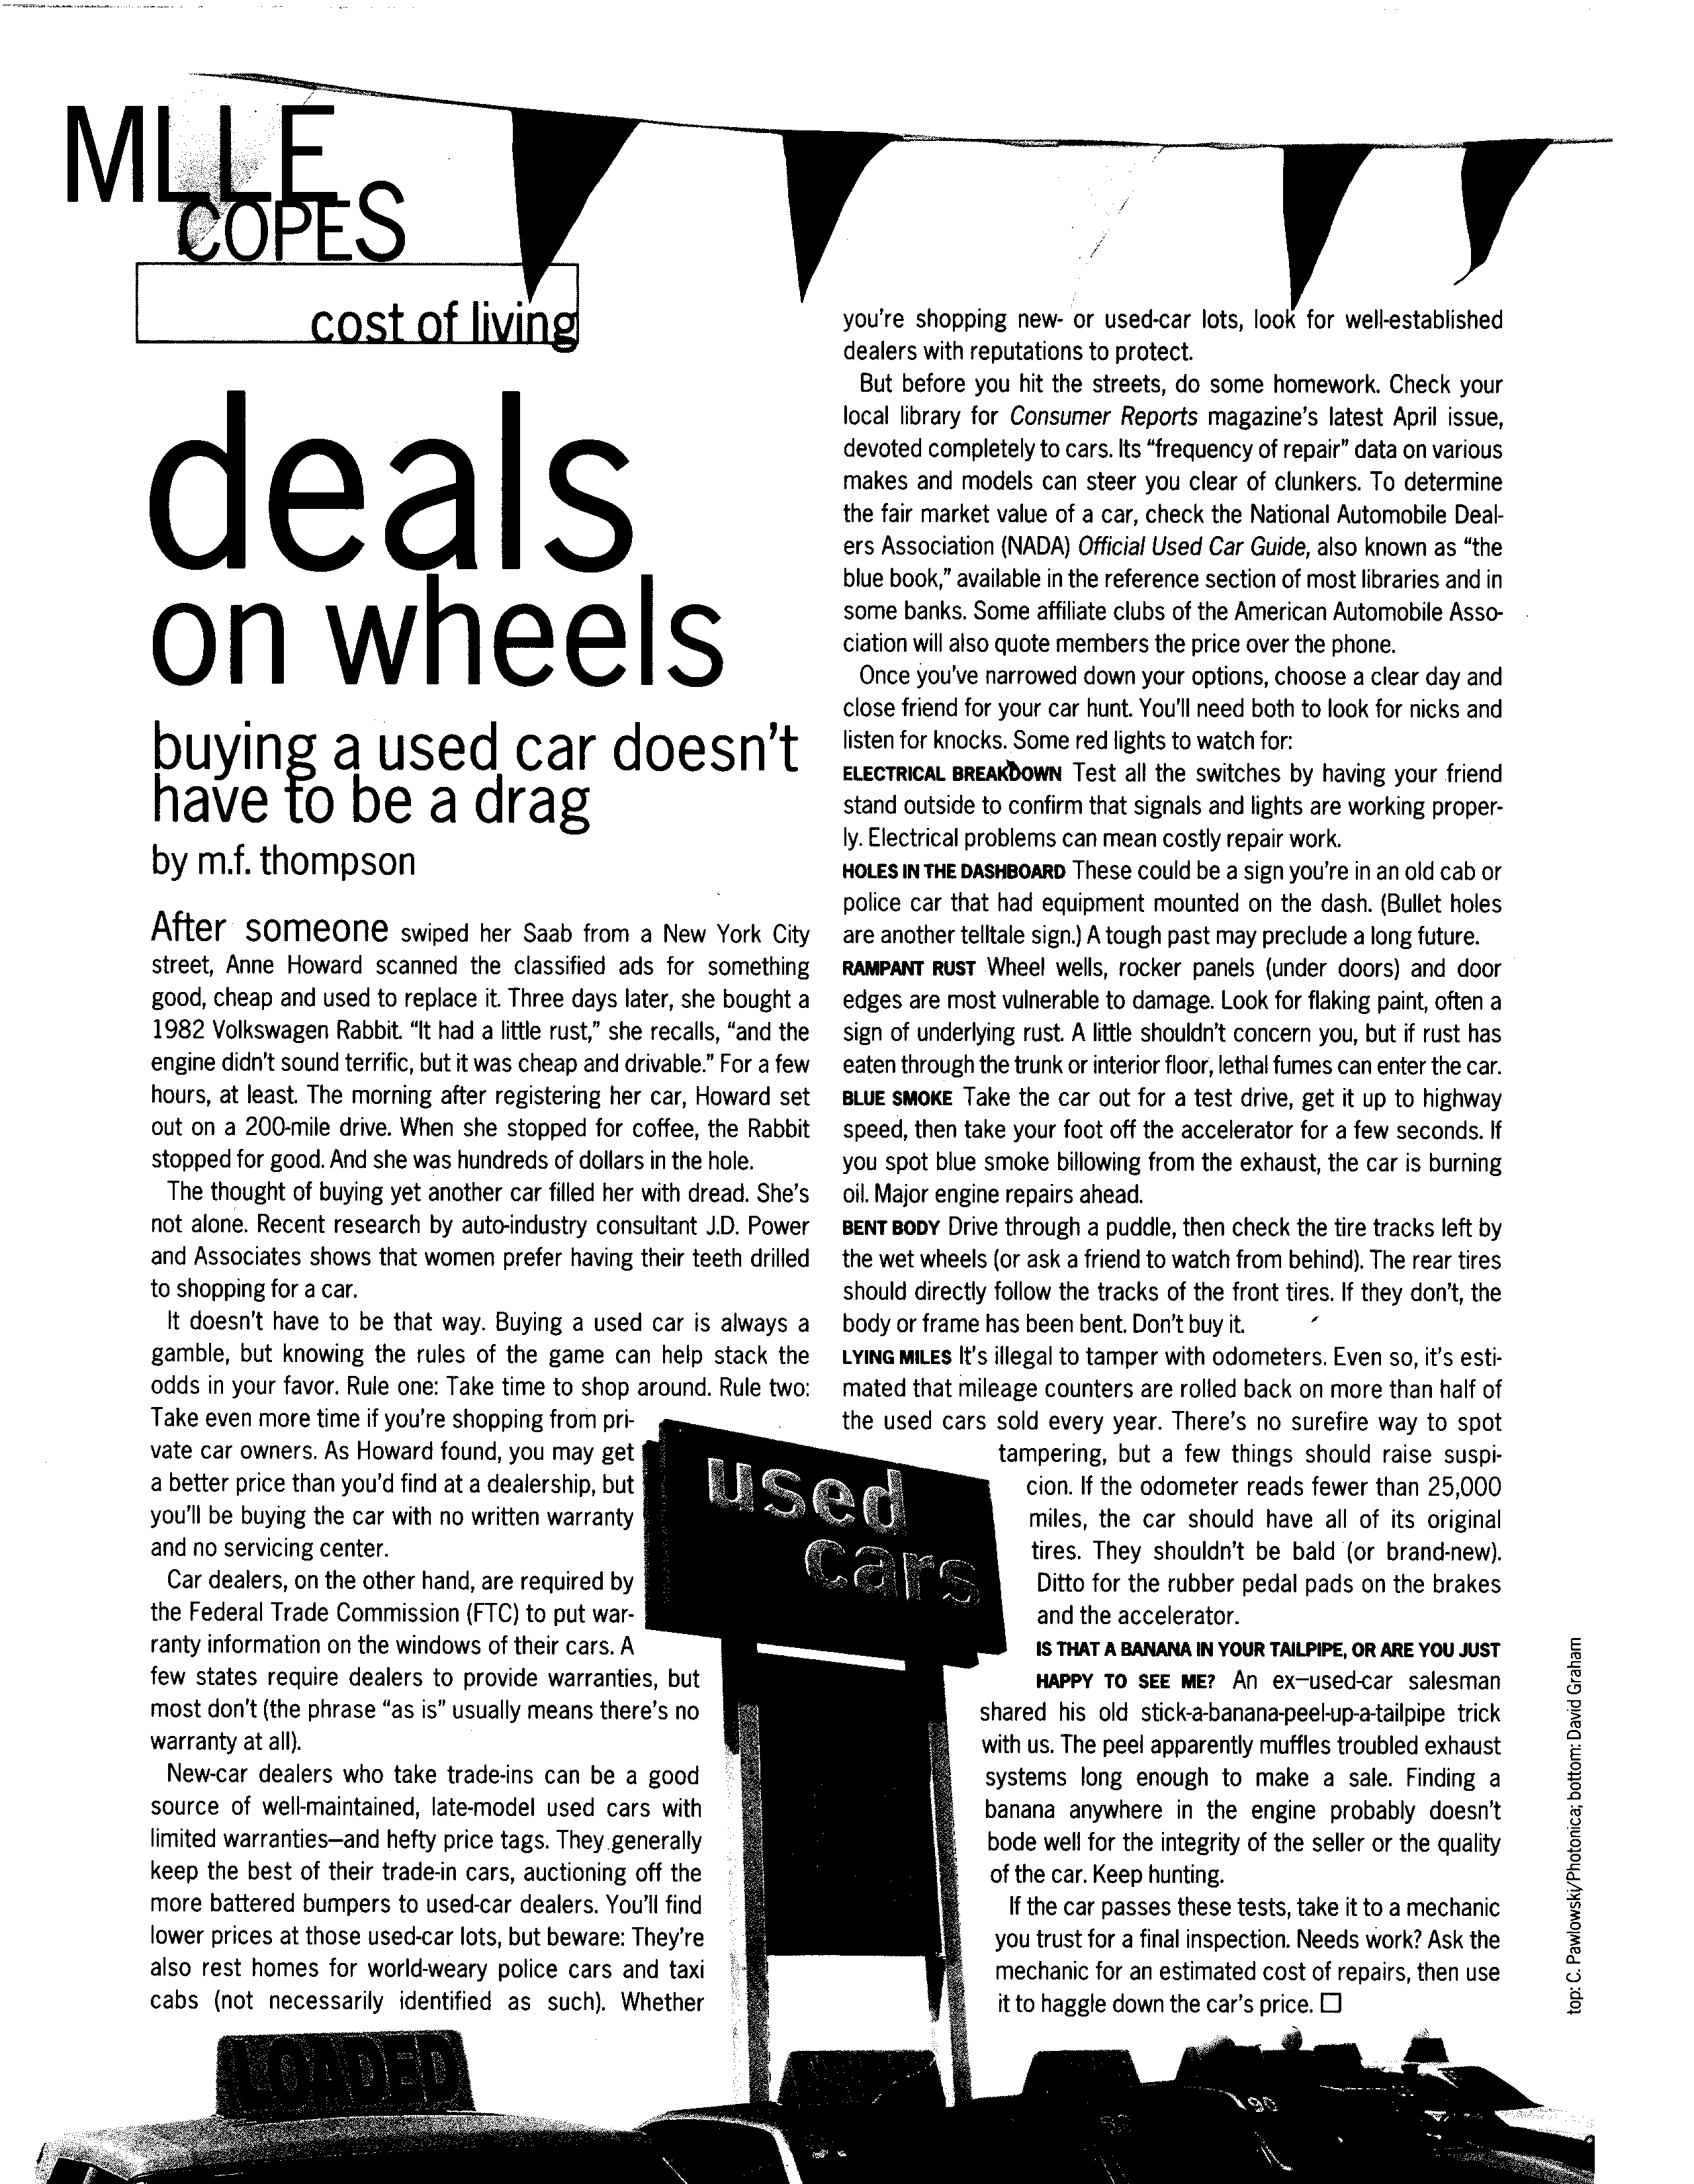 MLLE
COPES
cost of living
deals
on wheels
buying a used car doesn't
have to be a drag
by m.f. thompson
After someone swiped her Saab from a New York City
street, Anne Howard scanned the classified ads for something
good, cheap and used to replace it. Three days later, she bought a
1982 Volkswagen Rabbit. “It had a little rust,” she recalls, “and the
engine didn't sound terrific, but it was cheap and drivable.” For a few
hours, at least. The morning after registering her car, Howard set
out on a 200-mile drive. When she stopped for coffee, the Rabbit
stopped for good. And she was hundreds of dollars in the hole.
The thought of buying yet another car filled her with dread. She's
not alone. Recent research by auto-industry consultant J.D. Power
and Associates shows that women prefer having their teeth drilled
to shopping for a car.
It doesn't have to be that way. Buying a used car is always a
gamble, but knowing the rules of the game can help stack the
odds in your favor. Rule one: Take time to shop around. Rule two:
Take even more time if you're shopping from pri-
vate car owners. As Howard found, you may get
a better price than you'd find at a dealership, but
you'll be buying the car with no written warranty
and no servicing center.
Car dealers, on the other hand, are required by
the Federal Trade Commission (FTC) to put war-
ranty information on the windows of their cars. A
few states require dealers to provide warranties, but
most don't (the phrase “as is” usually means there's no
warranty at all).
New-car dealers who take trade-ins can be a good
source of well-maintained, late-model used cars with
limited warranties—and hefty price tags. They generally
keep the best of their trade-in cars, auctioning off the
more battered bumpers to used-car dealers. You'll find
lower prices at those used-car lots, but beware: They're
also rest homes for world-weary police cars and taxi
cabs (not necessarily identified as such). Whether
you're shopping new- or used-car lots, look for well-established
dealers with reputations to protect.
But before you hit the streets, do some homework. Check your
local library for Consumer Reports magazine's latest April issue,
devoted completely to cars. Its “frequency of repair” data on various
makes and models can steer you clear of clunkers. To determine
the fair market value of a car, check the National Automobile Deal-
ers Association (NADA) Official Used Car Guide, also known as “the
blue book,” available in the reference section of most libraries and in
some banks. Some affiliate clubs of the American Automobile Asso-
ciation will also quote members the price over the phone.
Once you've narrowed down your options, choose a clear day and
close friend for your car hunt. You'll need both to look for nicks and
listen for knocks. Some red lights to watch for:
ELECTRICAL BREAKDOWN Test all the switches by having your friend
stand outside to confirm that signals and lights are working proper-
ly. Electrical problems can mean costly repair work.
HOLES IN THE DASHBOARD These could be a sign you're in an old cab or
police car that had equipment mounted on the dash. (Bullet holes
are another telltale sign.) A tough past may preclude a long future.
RAMPANT RUST Wheel wells, rocker panels (under doors) and door
edges are most vulnerable to damage. Look for flaking paint, often a
sign of underlying rust. A little shouldn't concern you, but if rust has
eaten through the trunk or interior floor, lethal fumes can enter the car.
BLUE SMOKE Take the car out for a test drive, get it up to highway
speed, then take your foot off the accelerator for a few seconds. If
you spot blue smoke billowing from the exhaust, the car is burning
oil. Major engine repairs ahead.
BENT BODY Drive through a puddle, then check the tire tracks left by
the wet wheels (or ask a friend to watch from behind). The rear tires
should directly follow the tracks of the front tires. If they don't, the
body or frame has been bent. Don't buy it.
LYING MILES It's illegal to tamper with odometers. Even so, it's esti-
mated that mileage counters are rolled back on more than half of
the used cars sold every year. There's no surefire way to spot
tampering, but a few things should raise suspi-
cion. If the odometer reads fewer than 25,000
miles, the car should have all of its original
tires. They shouldn't be bald (or brand-new).
Ditto for the rubber pedal pads on the brakes
and the accelerator.
IS THAT A BANANA IN YOUR TAILPIPE, OR ARE YOU JUST
HAPPY TO SEE ME? An ex–used-car salesman
shared his old stick-a-banana-peel-up-a-tailpipe trick
with us. The peel apparently muffles troubled exhaust
systems long enough to make a sale. Finding a
banana anywhere in the engine probably doesn't
bode well for the integrity of the seller or the quality
of the car. Keep hunting.
If the car passes these tests, take it to a mechanic
you trust for a final inspection. Needs work? Ask the
mechanic for an estimated cost of repairs, then use
it to haggle down the car's price. □
used
cars
top: C. Pawlowski/Photonica; bottom: David Graham
LOADED
90